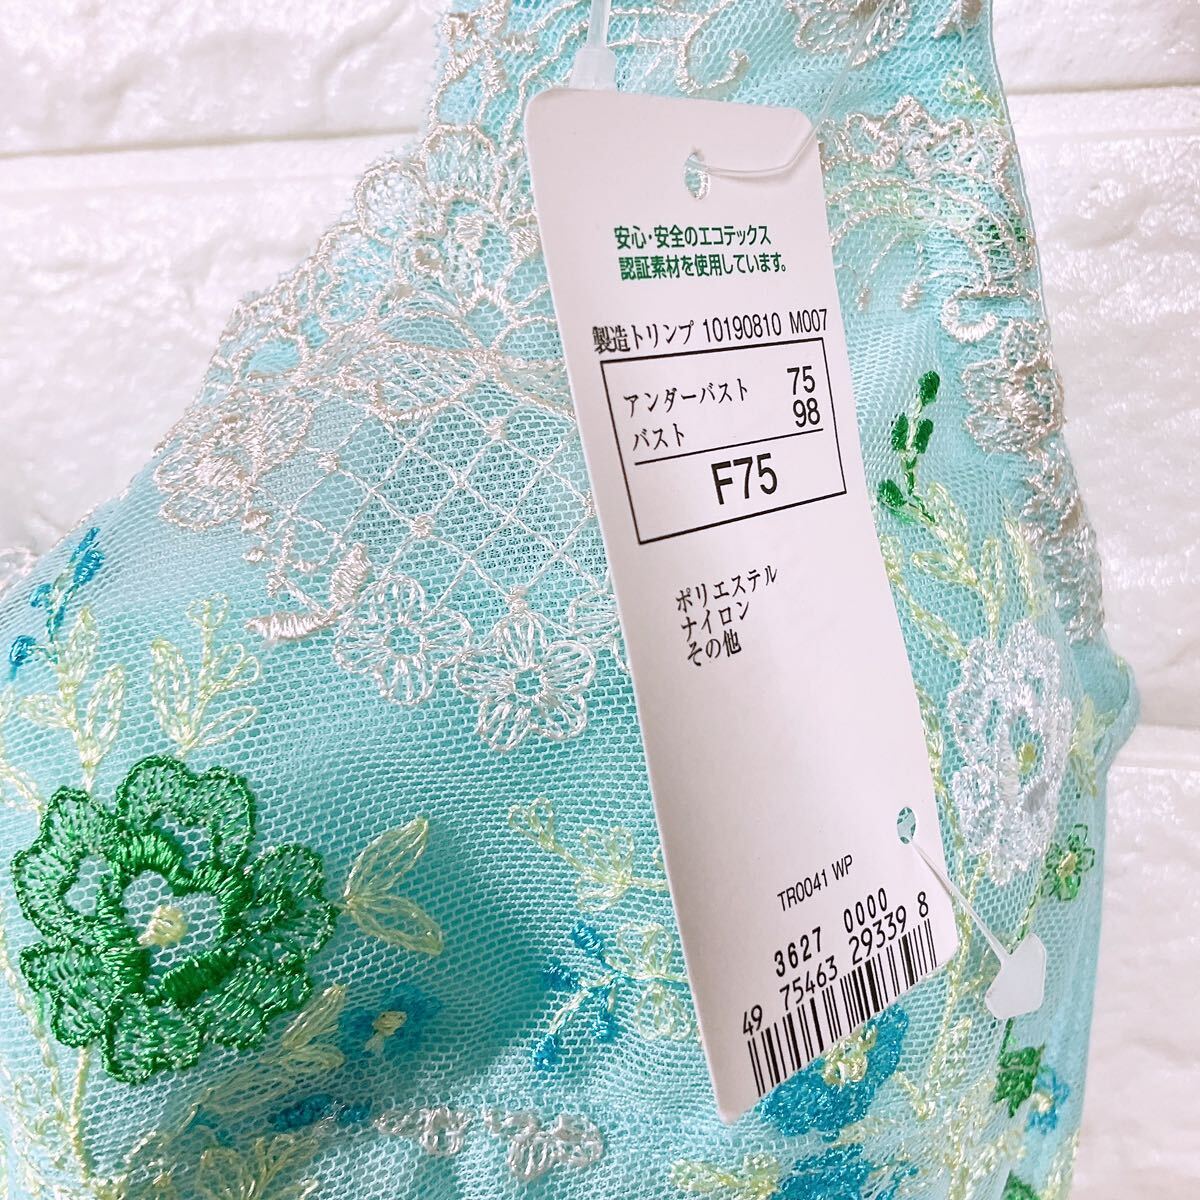 安心・安全のエコテックス
認証素材を使用しています。
製造トリンプ 10190810 M007
アンダーバスト 75
バスト 98
F75
ポリエステル
ナイロン
その他
TR0041 WP
3627 0000
49 75463 29339 8